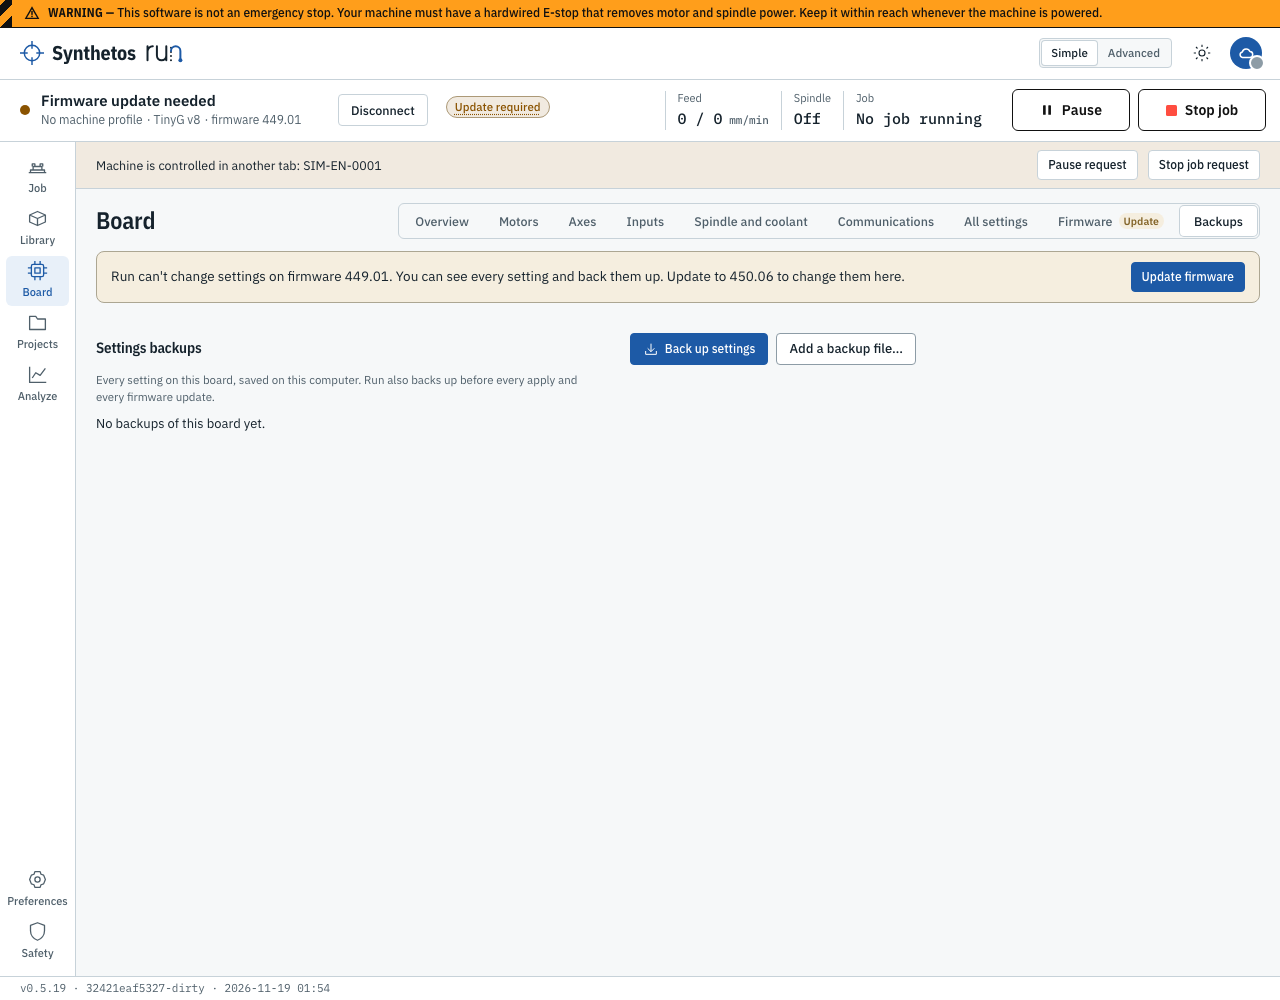 WARNING — This software is not an emergency stop. Your machine must have a hardwired E-stop that removes motor and spindle power. Keep it within reach whenever the machine is powered.
Synthetos run
Simple
Advanced
Firmware update needed
No machine profile · TinyG v8 · firmware 449.01
Disconnect
Update required
Feed
0 / 0 mm/min
Spindle
Off
Job
No job running
Pause
Stop job
Machine is controlled in another tab: SIM-EN-0001
Pause request
Stop job request
Job
Library
Board
Projects
Analyze
Preferences
Safety
Board
Overview
Motors
Axes
Inputs
Spindle and coolant
Communications
All settings
Firmware Update
Backups
Run can't change settings on firmware 449.01. You can see every setting and back them up. Update to 450.06 to change them here.
Update firmware
Settings backups
Back up settings
Add a backup file...
Every setting on this board, saved on this computer. Run also backs up before every apply and
every firmware update.
No backups of this board yet.
v0.5.19 · 32421eaf5327-dirty · 2026-11-19 01:54